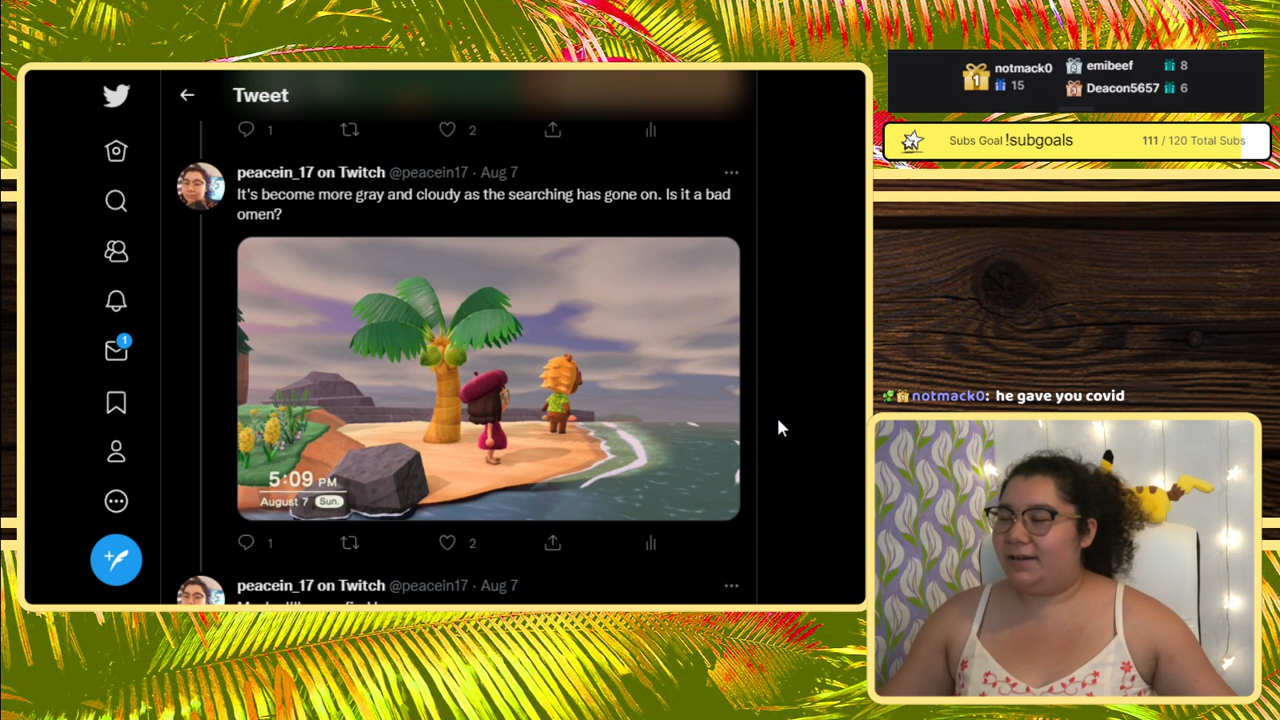 Tweet
1
2
peacein_17 on Twitch @peacein17 · Aug 7
It's become more gray and cloudy as the searching has gone on. Is it a bad
omen?
5:09 PM
August 7 Sun.
1
2
peacein_17 on Twitch @peacein17 · Aug 7
1
1
notmack0
15
2
emibeef
8
3
Deacon5657
6
Subs Goal !subgoals
111 / 120 Total Subs
notmack0: he gave you covid